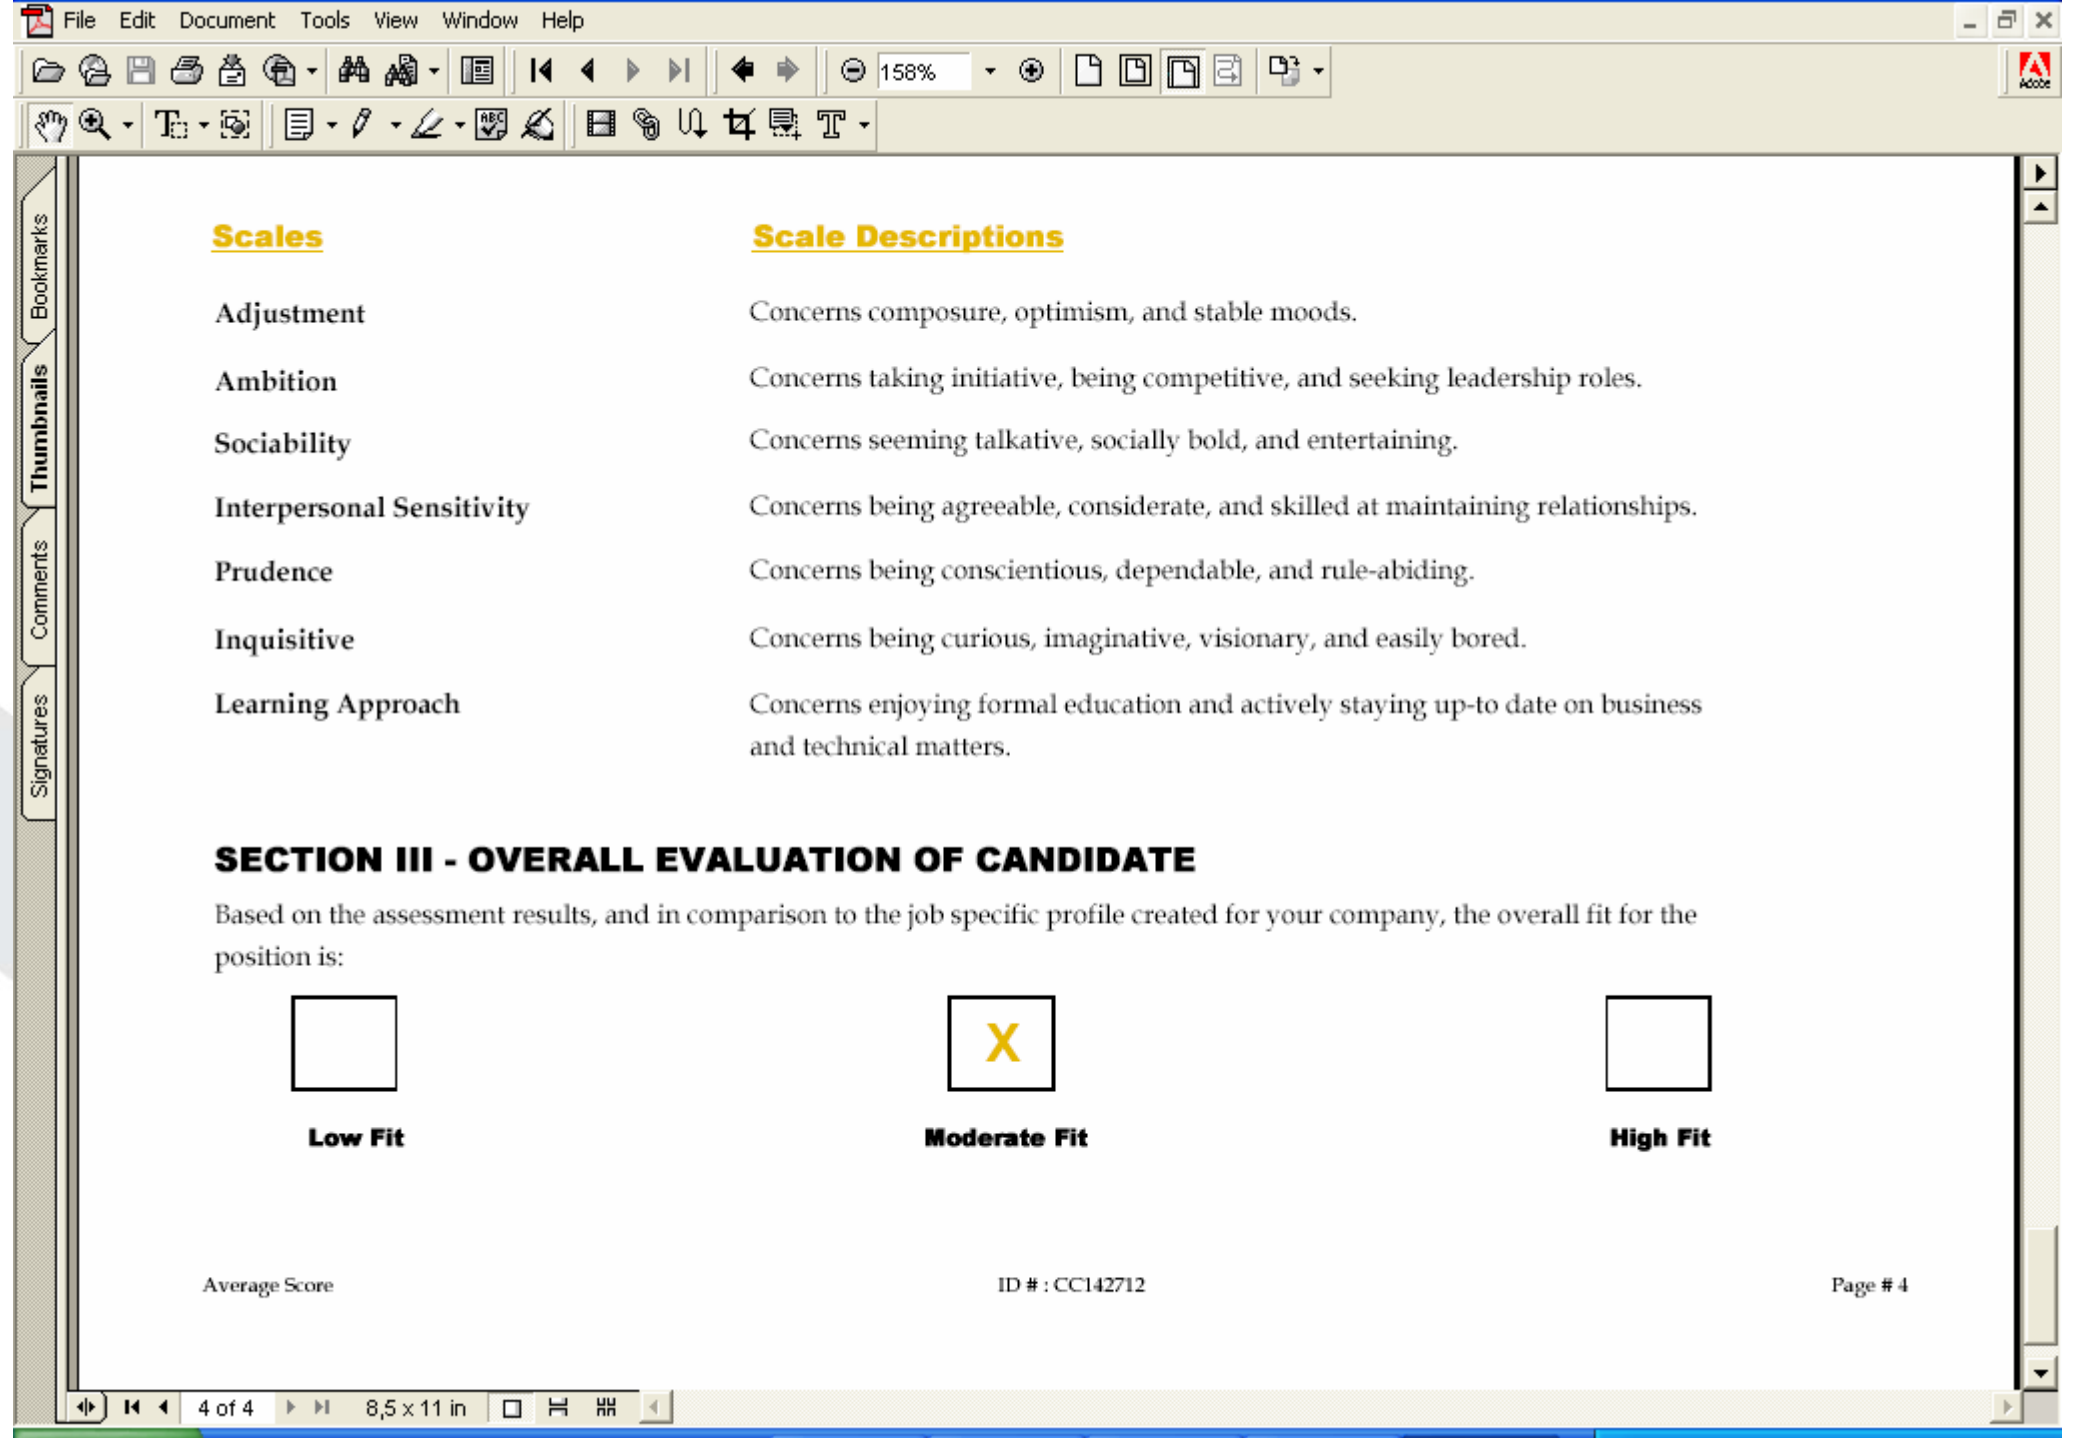 File Edit Document Tools View Window Help
158%
Adobe
Bookmarks
Thumbnails
Comments
Signatures
Scales Scale Descriptions
Adjustment Concerns composure, optimism, and stable moods.
Ambition Concerns taking initiative, being competitive, and seeking leadership roles.
Sociability Concerns seeming talkative, socially bold, and entertaining.
Interpersonal Sensitivity Concerns being agreeable, considerate, and skilled at maintaining relationships.
Prudence Concerns being conscientious, dependable, and rule-abiding.
Inquisitive Concerns being curious, imaginative, visionary, and easily bored.
Learning Approach Concerns enjoying formal education and actively staying up-to date on business
and technical matters.
SECTION III - OVERALL EVALUATION OF CANDIDATE
Based on the assessment results, and in comparison to the job specific profile created for your company, the overall fit for the
position is:
X
Low Fit Moderate Fit High Fit
Average Score ID # : CC142712 Page # 4
4 of 4 8,5 x 11 in